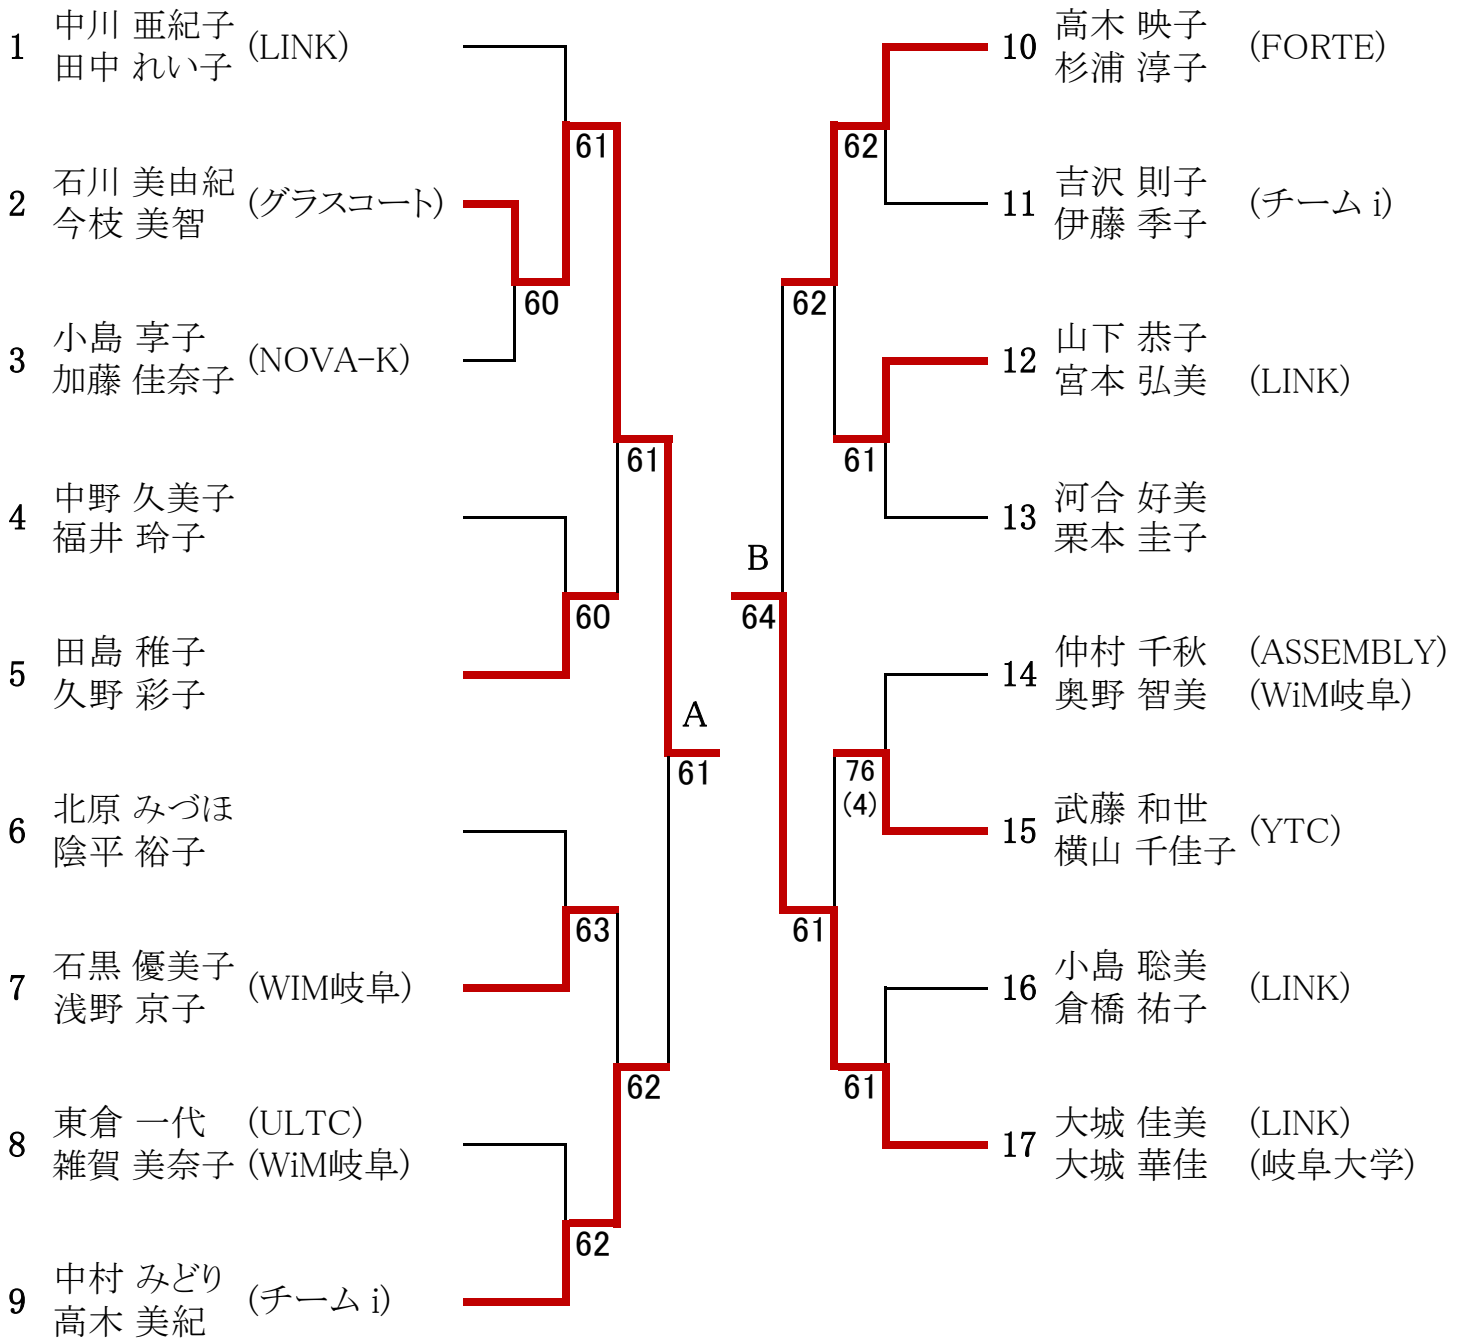 1 中川 亜紀子 (LINK)
田中 れい子
61
2 石川 美由紀 (グラスコート)
今枝 美智
60
3 小島 享子 (NOVA-K)
加藤 佳奈子
61
4 中野 久美子
福井 玲子
60
5 田島 稚子
久野 彩子
A
61
6 北原 みづほ
陰平 裕子
63
7 石黒 優美子 (WIM岐阜)
浅野 京子
62
8 東倉 一代 (ULTC)
雑賀 美奈子 (WiM岐阜)
62
9 中村 みどり (チーム i)
高木 美紀
10 高木 映子 (FORTE)
杉浦 淳子
62
11 吉沢 則子 (チーム i)
伊藤 季子
62
12 山下 恭子
宮本 弘美 (LINK)
61
13 河合 好美
栗本 圭子
B
64
14 仲村 千秋 (ASSEMBLY)
奥野 智美 (WiM岐阜)
76
(4)
15 武藤 和世 (YTC)
横山 千佳子
61
16 小島 聡美 (LINK)
倉橋 祐子
61
17 大城 佳美 (LINK)
大城 華佳 (岐阜大学)